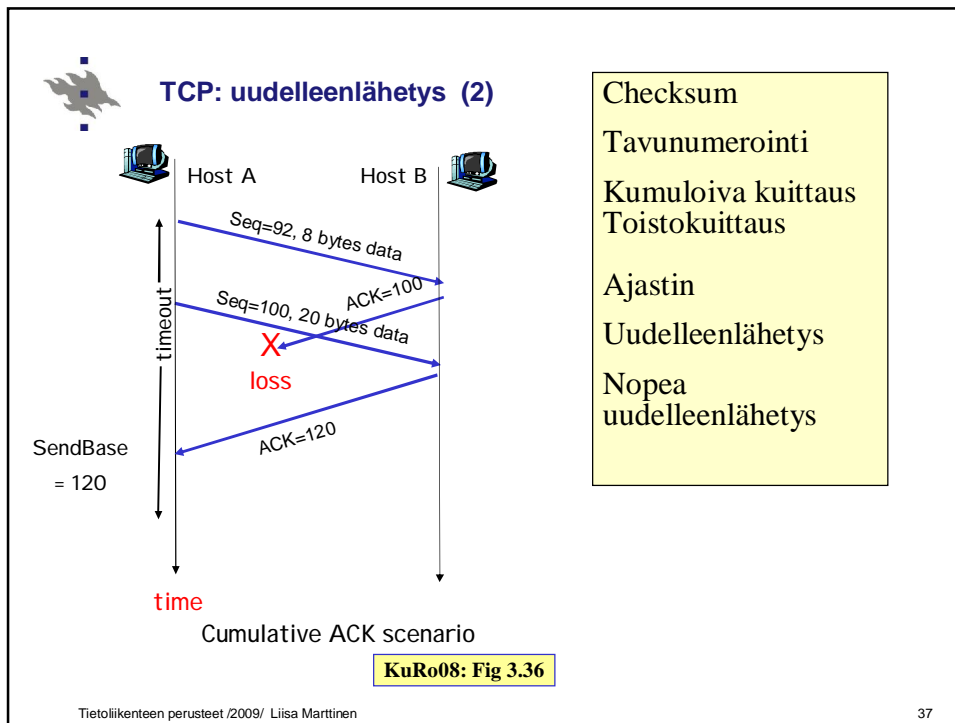 TCP: uudelleenlähetys (2)
Host A
Host B
Seq=92, 8 bytes data
ACK=100
Seq=100, 20 bytes data
timeout
X
loss
ACK=120
SendBase
= 120
time
Cumulative ACK scenario
KuRo08: Fig 3.36
Checksum
Tavunumerointi
Kumuloiva kuittaus
Toistokuittaus
Ajastin
Uudelleenlähetys
Nopea
uudelleenlähetys
Tietoliikenteen perusteet /2009/ Liisa Marttinen
37